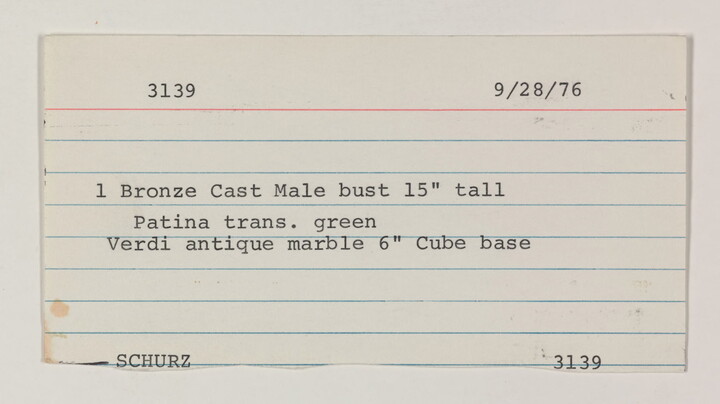 3139 9/28/76
1 Bronze Cast Male bust 15" tall
Patina trans. green
Verdi antique marble 6" Cube base
SCHURZ 3139